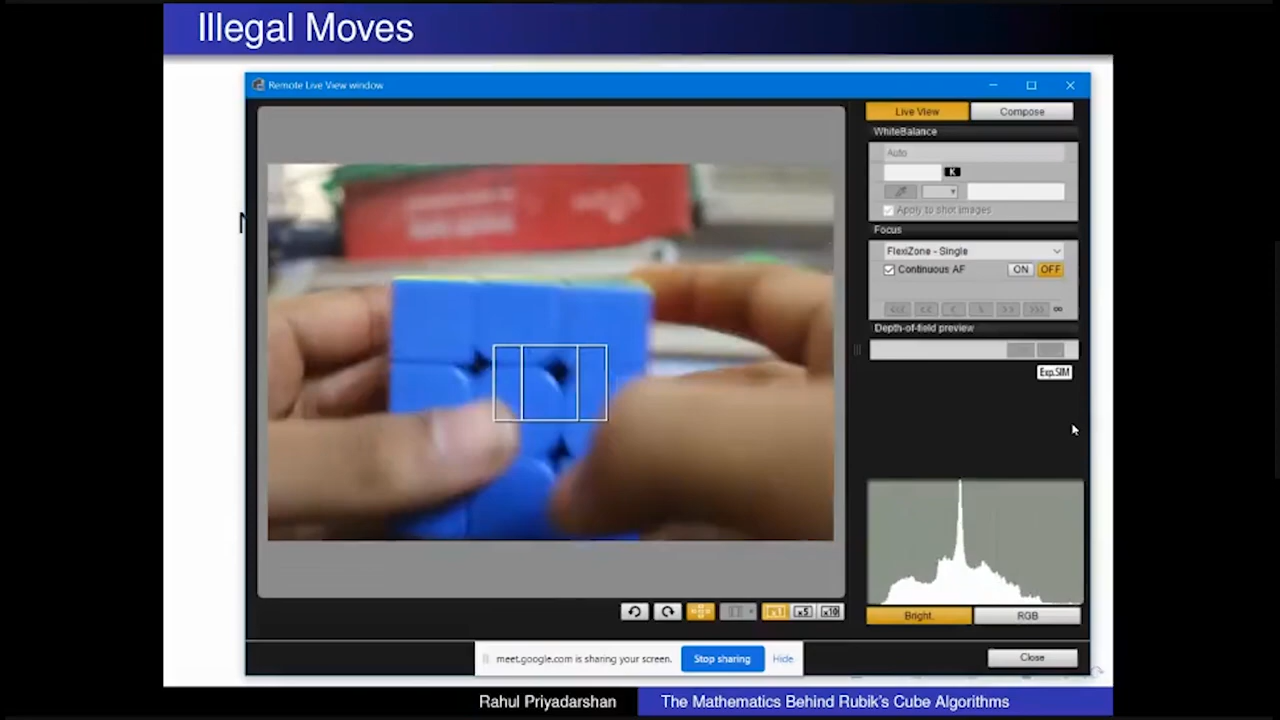 Illegal Moves
Remote Live View window
Live View
Compose
WhiteBalance
Auto
K
Apply to shot images
Focus
FlexiZone - Single
Continuous AF
ON
OFF
∞
Depth-of-field preview
Exp.SIM
x1
x5
x10
Bright.
RGB
meet.google.com is sharing your screen.
Stop sharing
Hide
Close
Rahul Priyadarshan
The Mathematics Behind Rubik's Cube Algorithms